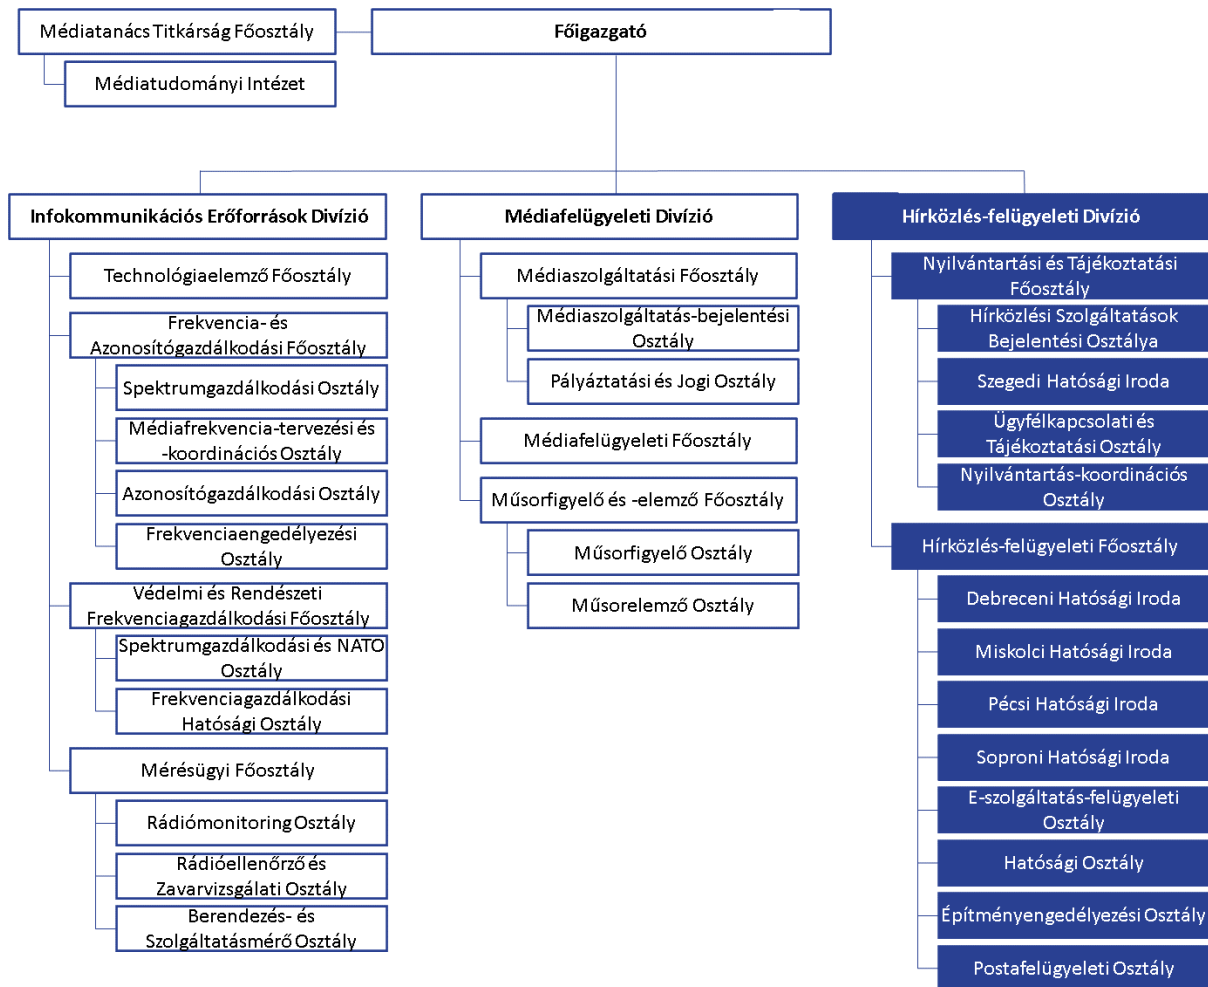 Médiatanács Titkárság Főosztály
Főigazgató
Médiatudományi Intézet
Infokommunikációs Erőforrások Divízió
Technológiaelemző Főosztály
Frekvencia- és
Azonosítógazdálkodási Főosztály
Spektrumgazdálkodási Osztály
Médiafrekvencia-tervezési és
-koordinációs Osztály
Azonosítógazdálkodási Osztály
Frekvenciaengedélyezési
Osztály
Védelmi és Rendészeti
Frekvenciagazdálkodási Főosztály
Spektrumgazdálkodási és NATO
Osztály
Frekvenciagazdálkodási
Hatósági Osztály
Mérésügyi Főosztály
Rádiómonitoring Osztály
Rádióellenőrző és
Zavarvizsgálati Osztály
Berendezés- és
Szolgáltatásmérő Osztály
Médiafelügyeleti Divízió
Médiaszolgáltatási Főosztály
Médiaszolgáltatás-bejelentési
Osztály
Pályáztatási és Jogi Osztály
Médiafelügyeleti Főosztály
Műsorfigyelő és -elemző Főosztály
Műsorfigyelő Osztály
Műsorelemző Osztály
Hírközlés-felügyeleti Divízió
Nyilvántartási és Tájékoztatási
Főosztály
Hírközlési Szolgáltatások
Bejelentési Osztálya
Szegedi Hatósági Iroda
Ügyfélkapcsolati és
Tájékoztatási Osztály
Nyilvántartás-koordinációs
Osztály
Hírközlés-felügyeleti Főosztály
Debreceni Hatósági Iroda
Miskolci Hatósági Iroda
Pécsi Hatósági Iroda
Soproni Hatósági Iroda
E-szolgáltatás-felügyeleti
Osztály
Hatósági Osztály
Építményengedélyezési Osztály
Postafelügyeleti Osztály